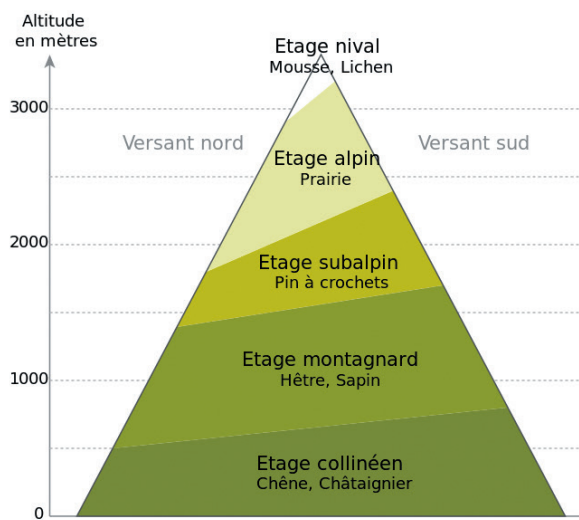 Altitude
en mètres
Etage nival
Mousse, Lichen
3000
Versant nord
Versant sud
Etage alpin
Prairie
2000
Etage subalpin
Pin à crochets
Etage montagnard
1000
Hêtre, Sapin
Etage collinéen
Chêne, Châtaignier
0